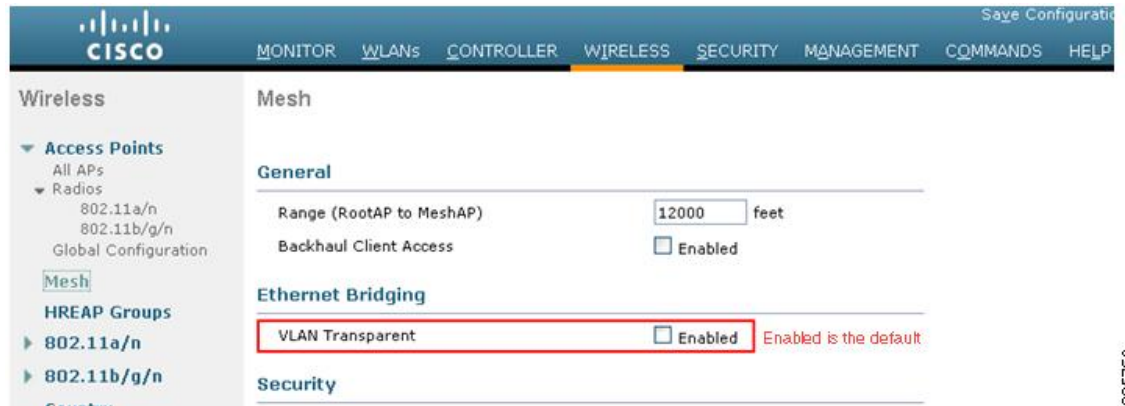 Save Configuratio
CISCO
MONITOR WLANs CONTROLLER WIRELESS SECURITY MANAGEMENT COMMANDS HELP
Wireless
Access Points
All APs
Radios
802.11a/n
802.11b/g/n
Global Configuration
Mesh
HREAP Groups
802.11a/n
802.11b/g/n
Mesh
General
Range (RootAP to MeshAP) 12000 feet
Backhaul Client Access Enabled
Ethernet Bridging
VLAN Transparent Enabled Enabled is the default
Security